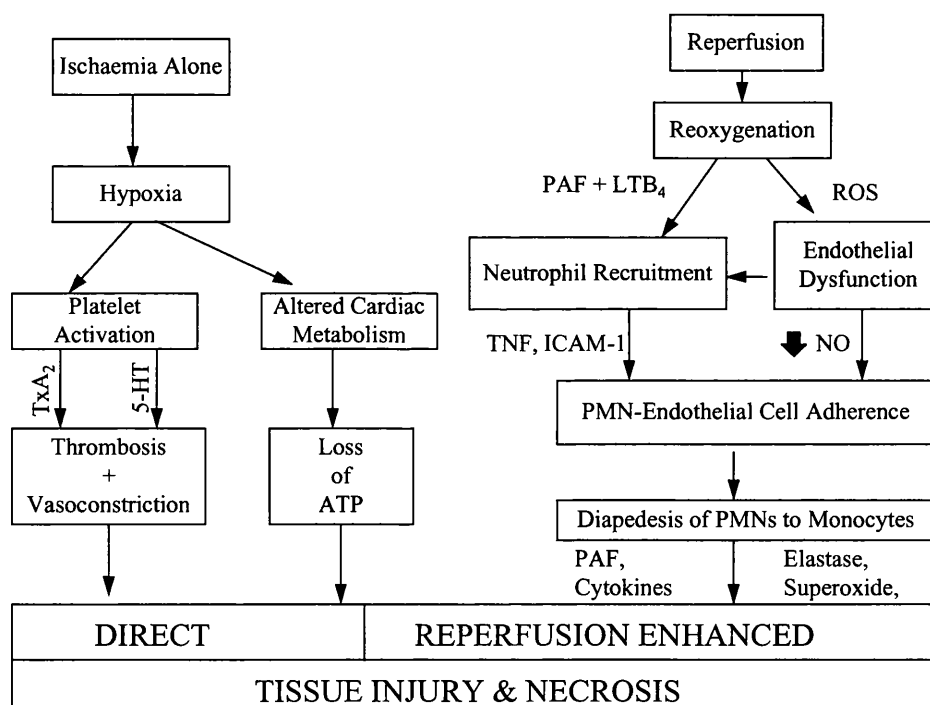 Ischaemia Alone
Hypoxia
Platelet
Activation
Altered Cardiac
Metabolism
TxA₂
5-HT
Thrombosis
+
Vasoconstriction
Loss
of
ATP
Reperfusion
Reoxygenation
PAF + LTB₄
ROS
Neutrophil Recruitment
Endothelial
Dysfunction
TNF, ICAM-1
NO
PMN-Endothelial Cell Adherence
Diapedesis of PMNs to Monocytes
PAF,
Cytokines
Elastase,
Superoxide,
DIRECT
REPERFUSION ENHANCED
TISSUE INJURY & NECROSIS